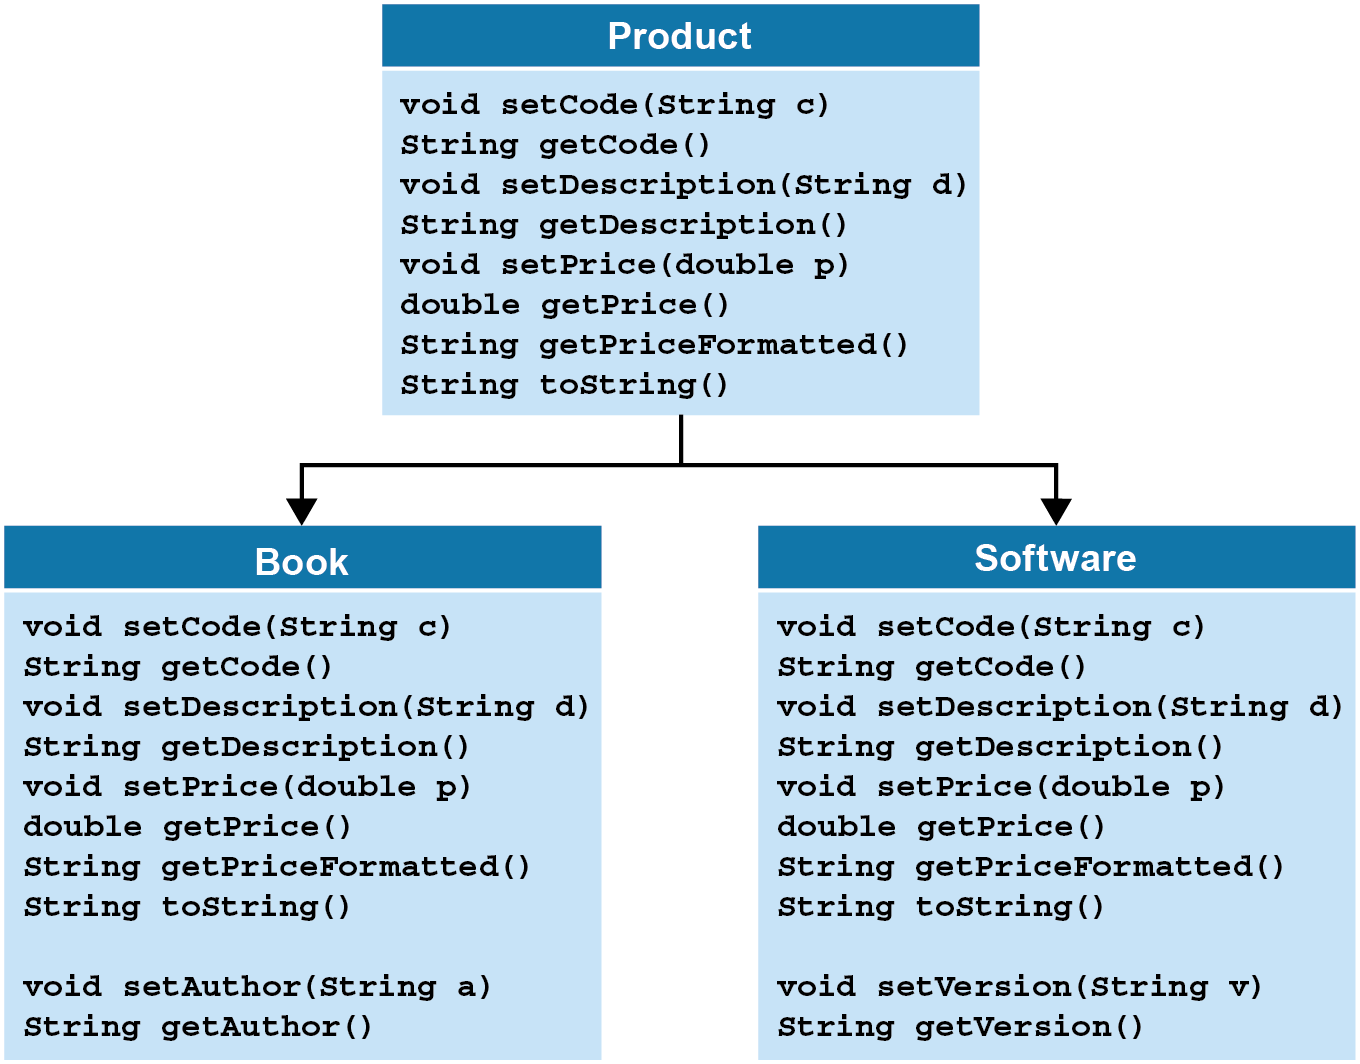 Product
void setCode(String c)
String getCode()
void setDescription(String d)
String getDescription()
void setPrice(double p)
double getPrice()
String getPriceFormatted()
String toString()
Book
void setCode(String c)
String getCode()
void setDescription(String d)
String getDescription()
void setPrice(double p)
double getPrice()
String getPriceFormatted()
String toString()
void setAuthor(String a)
String getAuthor()
Software
void setCode(String c)
String getCode()
void setDescription(String d)
String getDescription()
void setPrice(double p)
double getPrice()
String getPriceFormatted()
String toString()
void setVersion(String v)
String getVersion()